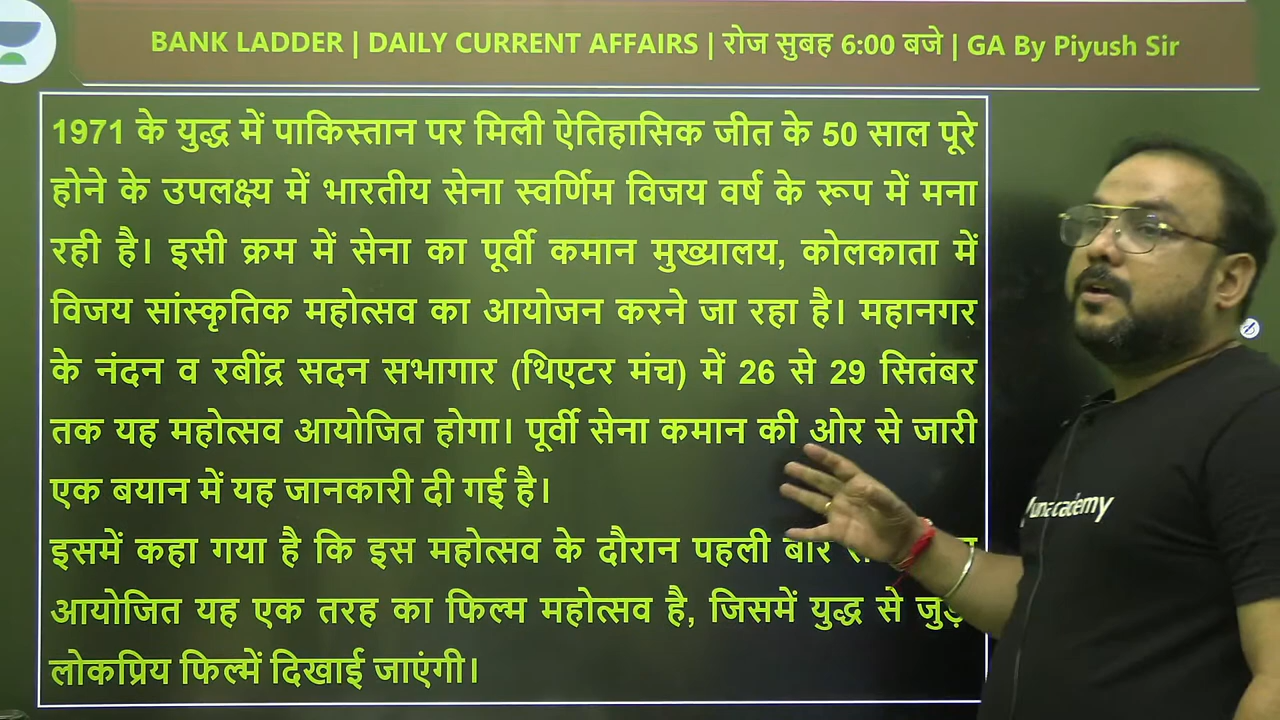 BANK LADDER | DAILY CURRENT AFFAIRS | रोज सुबह 6:00 बजे | GA By Piyush Sir
1971 के युद्ध में पाकिस्तान पर मिली ऐतिहासिक जीत के 50 साल पूरे
होने के उपलक्ष्य में भारतीय सेना स्वर्णिम विजय वर्ष के रूप में मना
रही है। इसी क्रम में सेना का पूर्वी कमान मुख्यालय, कोलकाता में
विजय सांस्कृतिक महोत्सव का आयोजन करने जा रहा है। महानगर
के नंदन व रबींद्र सदन सभागार (थिएटर मंच) में 26 से 29 सितंबर
तक यह महोत्सव आयोजित होगा। पूर्वी सेना कमान की ओर से जारी
एक बयान में यह जानकारी दी गई है।
इसमें कहा गया है कि इस महोत्सव के दौरान पहली बार
आयोजित यह एक तरह का फिल्म महोत्सव है, जिसमें युद्ध से
लोकप्रिय फिल्में दिखाई जाएंगी।
unacademy